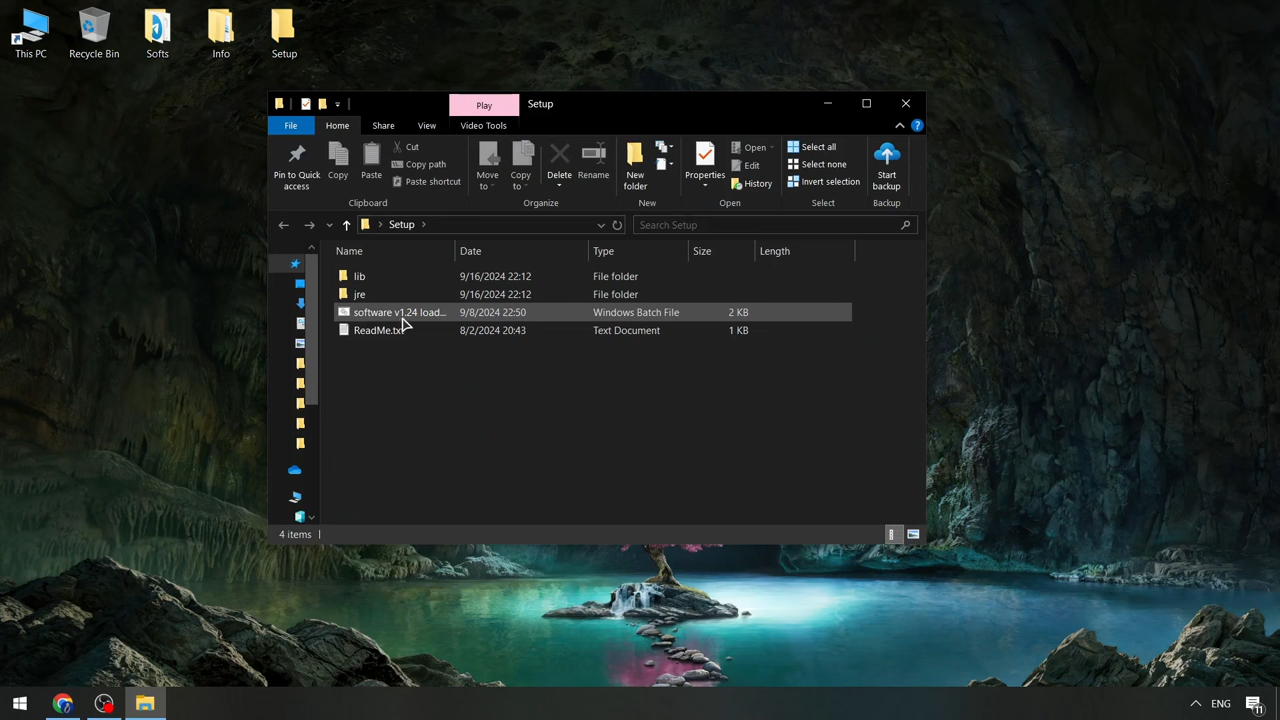 This PC
Recycle Bin
Softs
Info
Setup
Play
Setup
File
Home
Share
View
Video Tools
Pin to Quick access
Copy
Paste
Cut
Copy path
Paste shortcut
Clipboard
Move to
Copy to
Delete
Rename
Organize
New folder
New
Properties
Open
Edit
History
Open
Select all
Select none
Invert selection
Select
Start backup
Backup
Setup
Search Setup
Name
Date
Type
Size
Length
lib 9/16/2024 22:12 File folder
jre 9/16/2024 22:12 File folder
software v1.24 load... 9/8/2024 22:50 Windows Batch File 2 KB
ReadMe.txt 8/2/2024 20:43 Text Document 1 KB
4 items
ENG
11